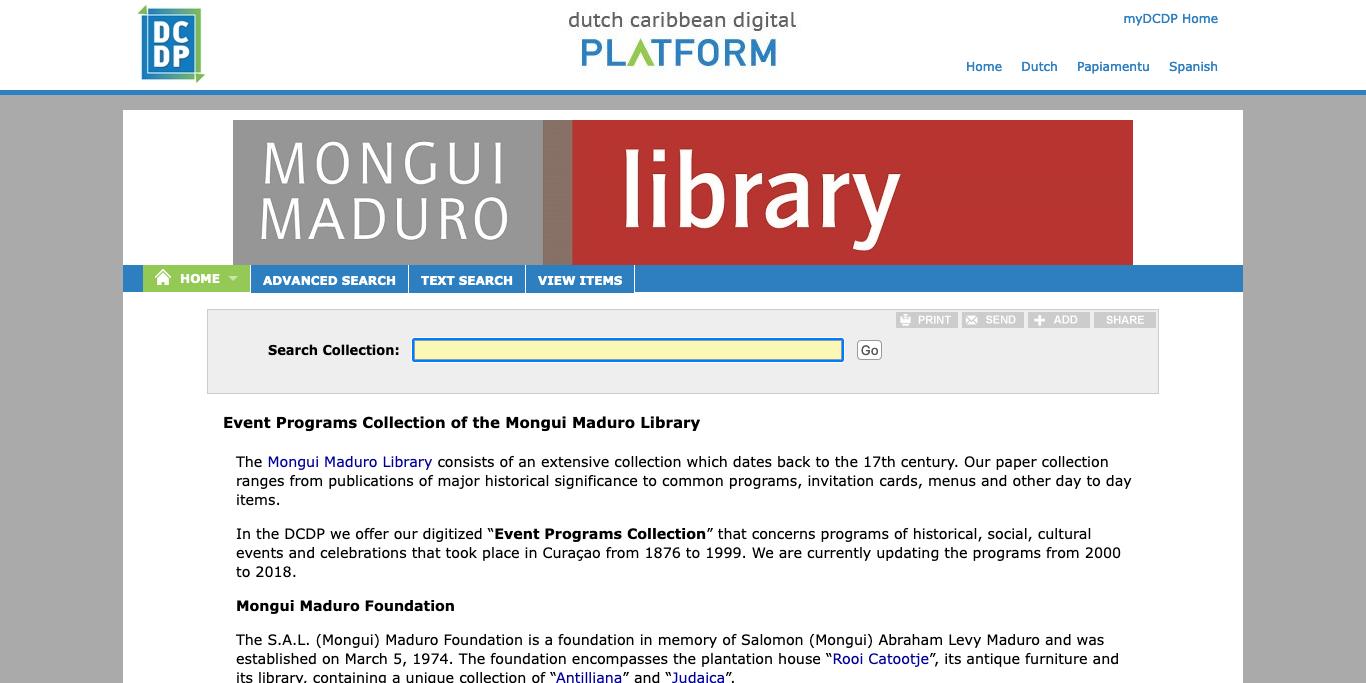 DC
DP
dutch caribbean digital
PLATFORM
myDCDP Home
Home Dutch Papiamentu Spanish
MONGUI
MADURO
library
HOME ADVANCED SEARCH TEXT SEARCH VIEW ITEMS
PRINT SEND ADD SHARE
Search Collection: Go
Event Programs Collection of the Mongui Maduro Library
The Mongui Maduro Library consists of an extensive collection which dates back to the 17th century. Our paper collection
ranges from publications of major historical significance to common programs, invitation cards, menus and other day to day
items.
In the DCDP we offer our digitized “Event Programs Collection” that concerns programs of historical, social, cultural
events and celebrations that took place in Curaçao from 1876 to 1999. We are currently updating the programs from 2000
to 2018.
Mongui Maduro Foundation
The S.A.L. (Mongui) Maduro Foundation is a foundation in memory of Salomon (Mongui) Abraham Levy Maduro and was
established on March 5, 1974. The foundation encompasses the plantation house “Rooi Catootje”, its antique furniture and
its library, containing a unique collection of “Antilliana” and “Judaica”.